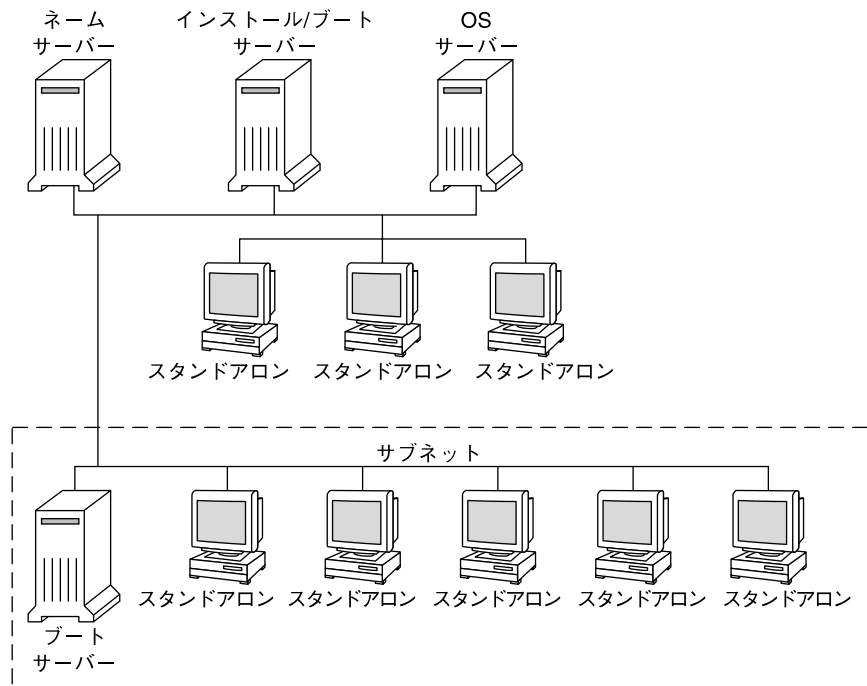 ネーム
サーバー
インストール/ブート
サーバー
OS
サーバー
スタンドアロン
スタンドアロン
スタンドアロン
サブネット
スタンドアロン
スタンドアロン
スタンドアロン
スタンドアロン
スタンドアロン
ブート
サーバー